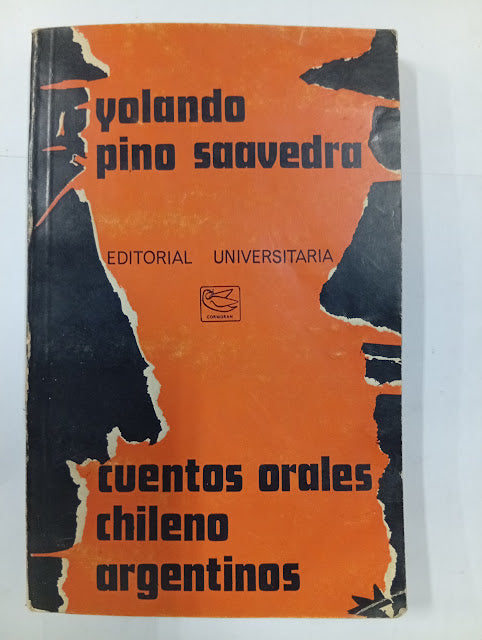 yolando
pino saavedra
EDITORIAL UNIVERSITARIA
CORMORAN
cuentos orales
chileno
argentinos